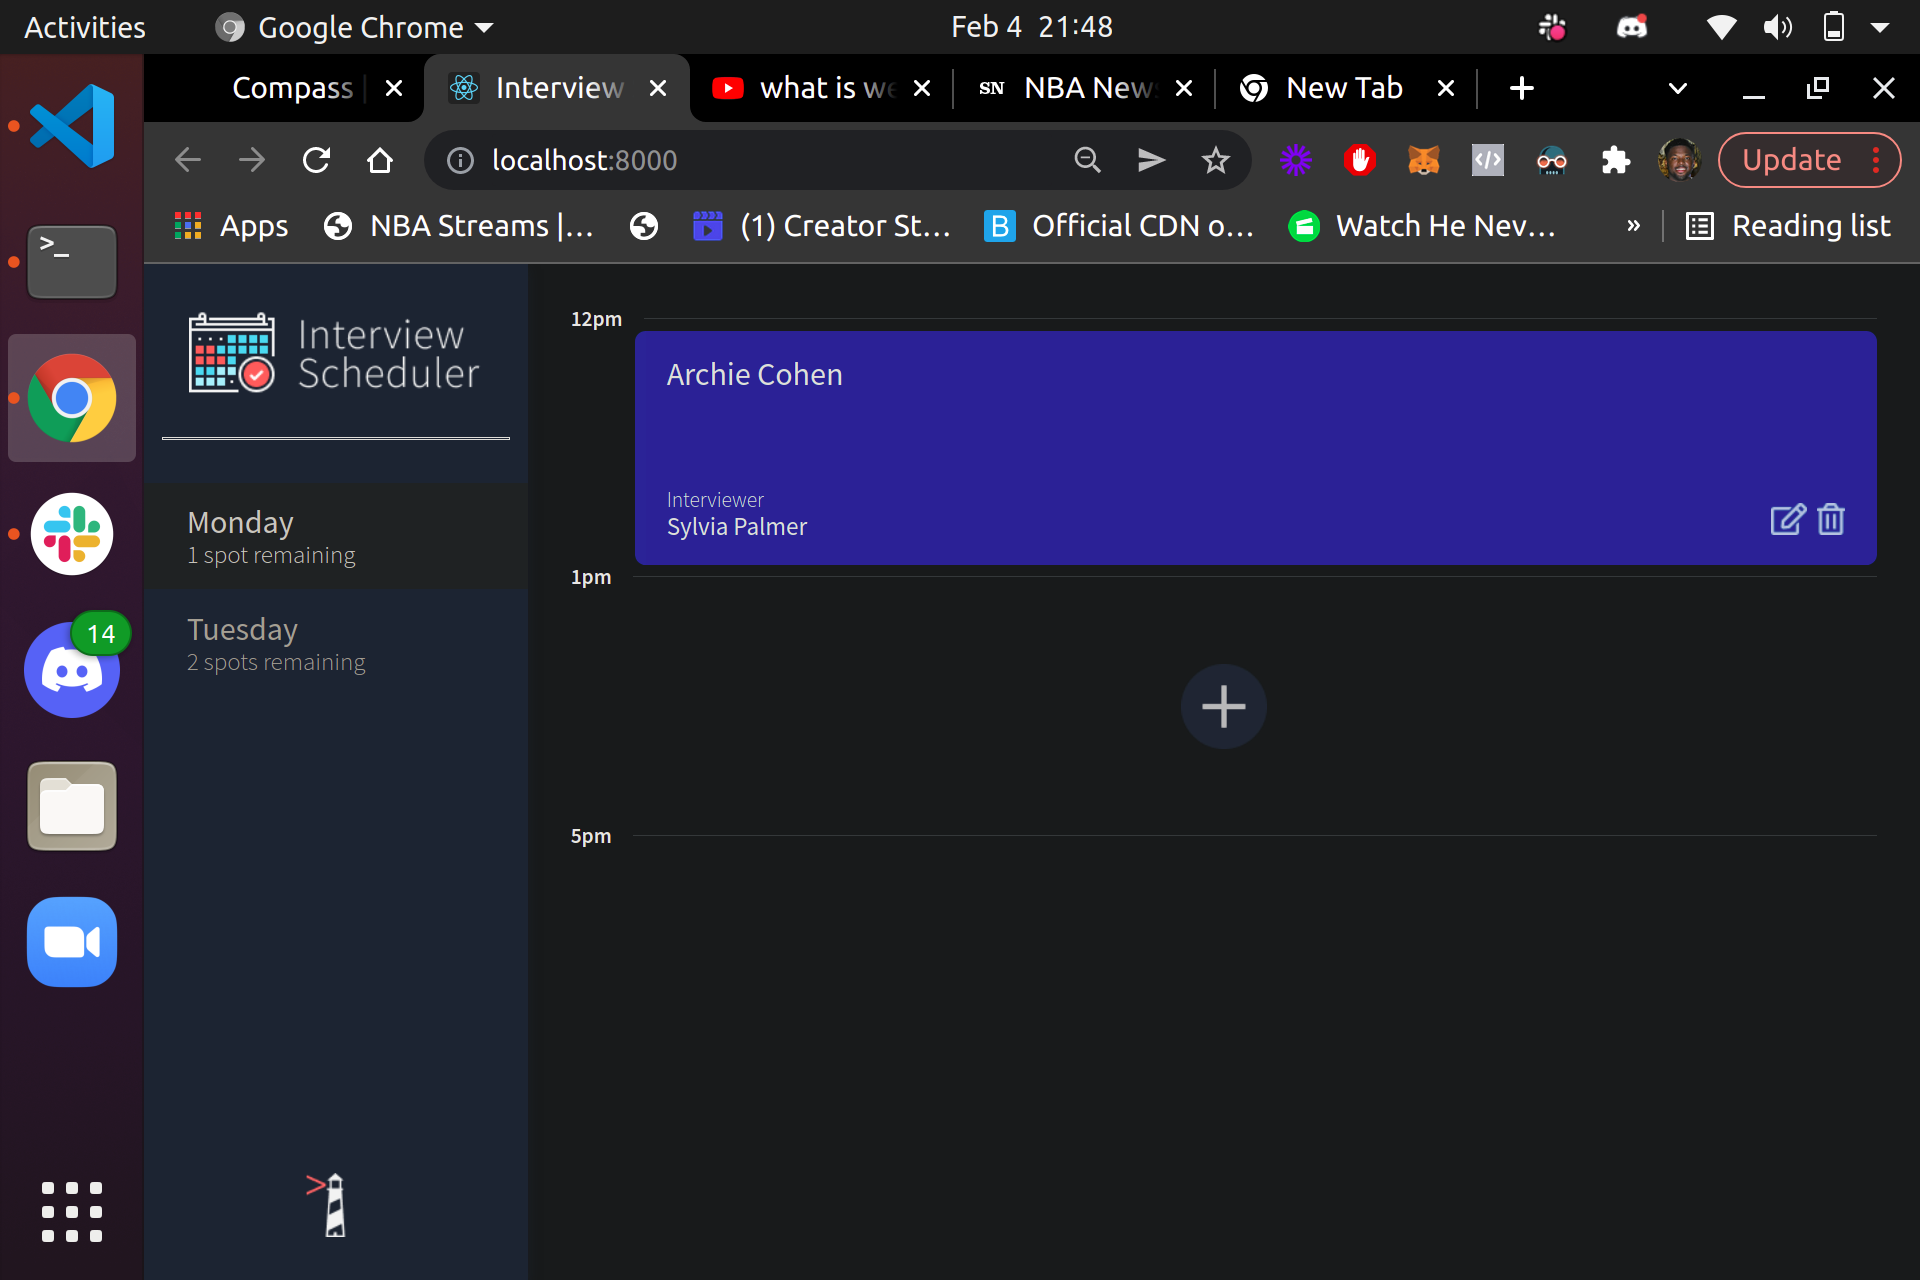 Activities
Google Chrome
Feb 4 21:48
Compass
Interview
what is we
SN
NBA News
New Tab
localhost:8000
Update
Apps
NBA Streams |...
(1) Creator St...
B
Official CDN o...
Watch He Nev...
»
Reading list
14
Interview
Scheduler
Monday
1 spot remaining
Tuesday
2 spots remaining
12pm
Archie Cohen
Interviewer
Sylvia Palmer
1pm
5pm